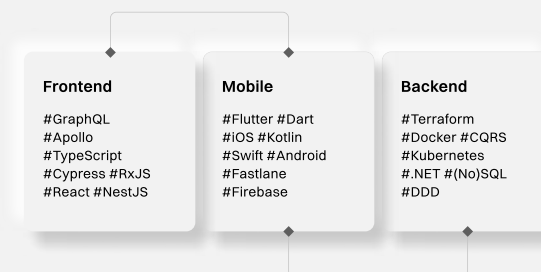 Frontend
#GraphQL
#Apollo
#TypeScript
#Cypress #RxJS
#React #NestJS
Mobile
#Flutter #Dart
#iOS #Kotlin
#Swift #Android
#Fastlane
#Firebase
Backend
#Terraform
#Docker #CQRS
#Kubernetes
#.NET #(No)SQL
#DDD